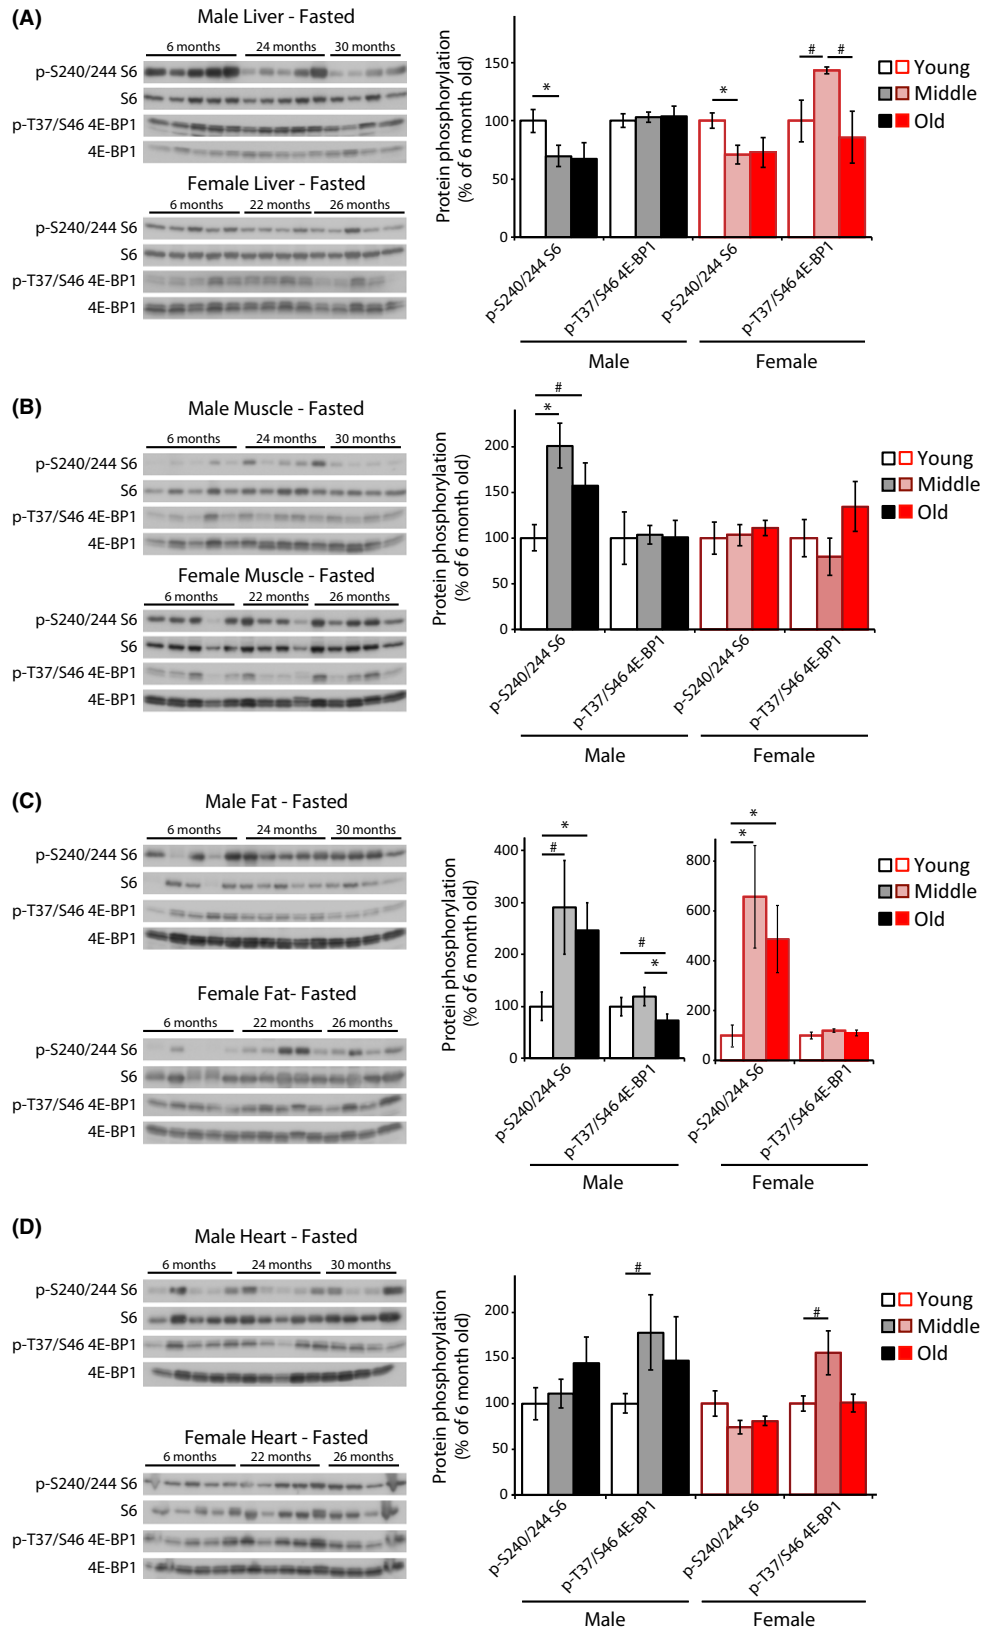 (A)
Male Liver - Fasted
6 months 24 months 30 months
p-S240/244 S6
S6
p-T37/S46 4E-BP1
4E-BP1
Female Liver - Fasted
6 months 22 months 26 months
p-S240/244 S6
S6
p-T37/S46 4E-BP1
4E-BP1
Protein phosphorylation
(% of 6 month old)
150
100
50
0
* * # #
p-S240/244 S6
p-T37/S46 4E-BP1
p-S240/244 S6
p-T37/S46 4E-BP1
Male Female
Young
Middle
Old
(B)
Male Muscle - Fasted
6 months 24 months 30 months
p-S240/244 S6
S6
p-T37/S46 4E-BP1
4E-BP1
Female Muscle - Fasted
6 months 22 months 26 months
p-S240/244 S6
S6
p-T37/S46 4E-BP1
4E-BP1
Protein phosphorylation
(% of 6 month old)
200
150
100
50
0
#
*
p-S240/244 S6
p-T37/S46 4E-BP1
p-S240/244 S6
p-T37/S46 4E-BP1
Male Female
Young
Middle
Old
(C)
Male Fat - Fasted
6 months 24 months 30 months
p-S240/244 S6
S6
p-T37/S46 4E-BP1
4E-BP1
Female Fat- Fasted
6 months 22 months 26 months
p-S240/244 S6
S6
p-T37/S46 4E-BP1
4E-BP1
Protein phosphorylation
(% of 6 month old)
400
300
200
100
0
*
#
#
*
p-S240/244 S6
p-T37/S46 4E-BP1
Male
800
600
400
200
0
*
*
p-S240/244 S6
p-T37/S46 4E-BP1
Female
Young
Middle
Old
(D)
Male Heart - Fasted
6 months 24 months 30 months
p-S240/244 S6
S6
p-T37/S46 4E-BP1
4E-BP1
Female Heart - Fasted
6 months 22 months 26 months
p-S240/244 S6
S6
p-T37/S46 4E-BP1
4E-BP1
Protein phosphorylation
(% of 6 month old)
200
150
100
50
0
#
#
p-S240/244 S6
p-T37/S46 4E-BP1
p-S240/244 S6
p-T37/S46 4E-BP1
Male Female
Young
Middle
Old